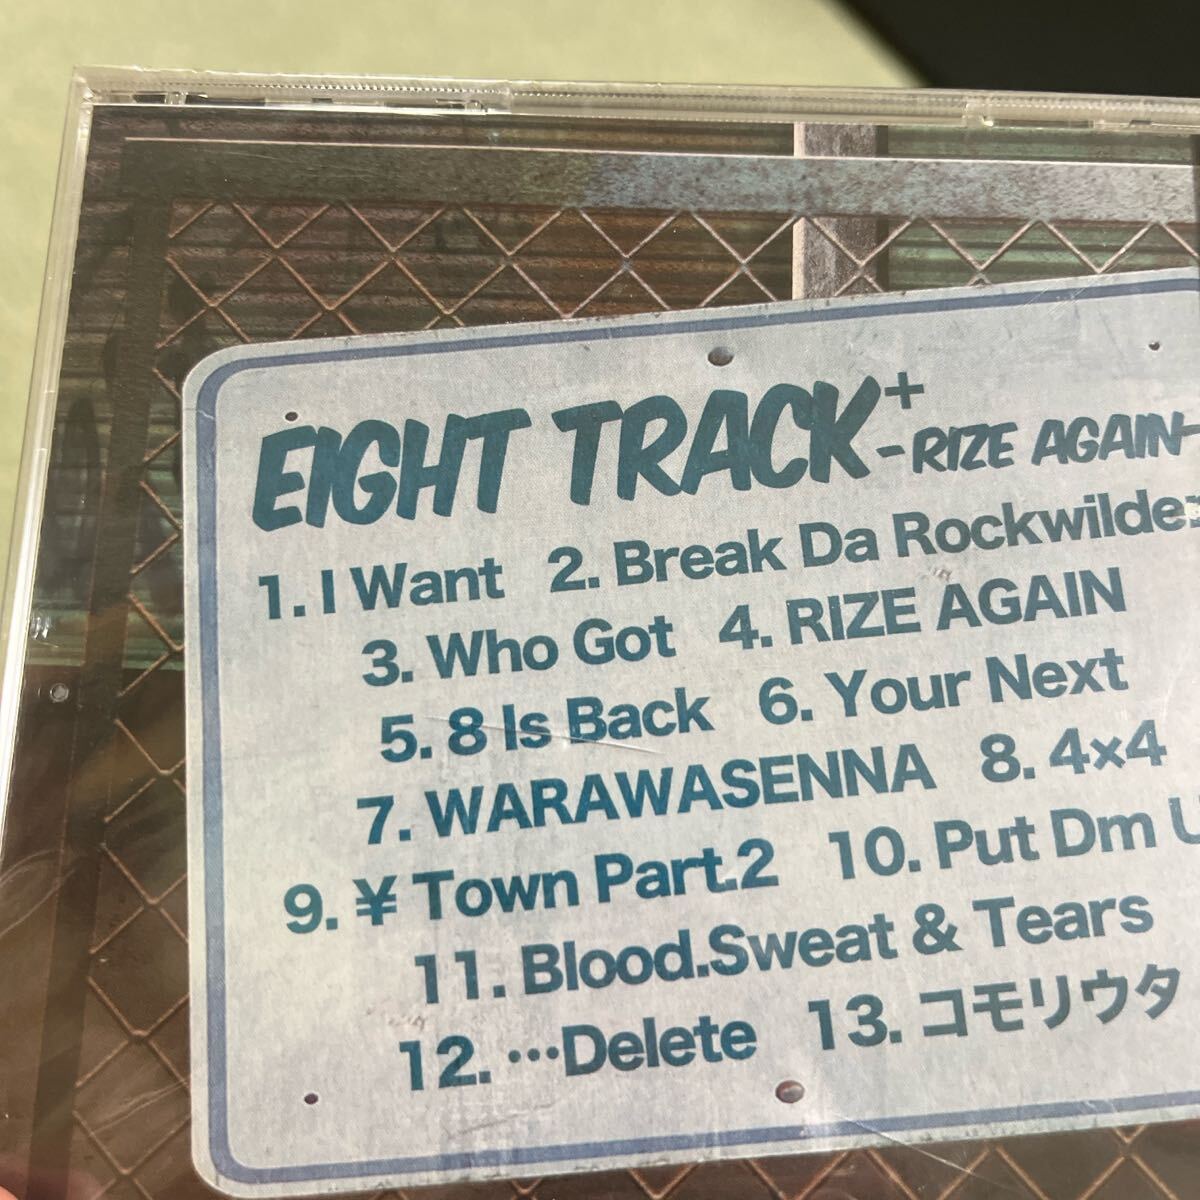 EIGHT TRACK+ -RIZE AGAIN-
1. I Want 2. Break Da
3. Who Got 4. RIZE AGAIN
5. 8 Is Back 6. Your Next
7. WARAWASENNA 8. 4×4
9. ¥ Town Part.2 10. Put Dm
11. Blood.Sweat & Tears
12. …Delete 13. コモリウタ